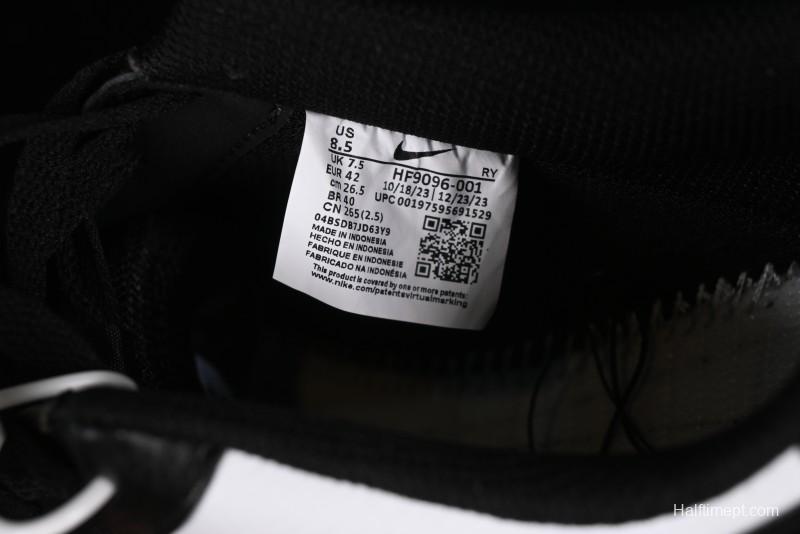 US
8.5
UK 7.5
EUR 42
cm 26.5
BR 40
CN 265 (2.5)
RY
HF9096-001
10/18/23 | 12/23/23
UPC 00197595691529
04BSDB7JD63Y9
MADE IN INDONESIA
HECHO EN INDONESIA
FABRIQUE EN INDONESIE
FABRICADO NA INDONÉSIA
This product is covered by one or more patents:
www.nike.com/patentsvirtualmarking
Halftimept.com